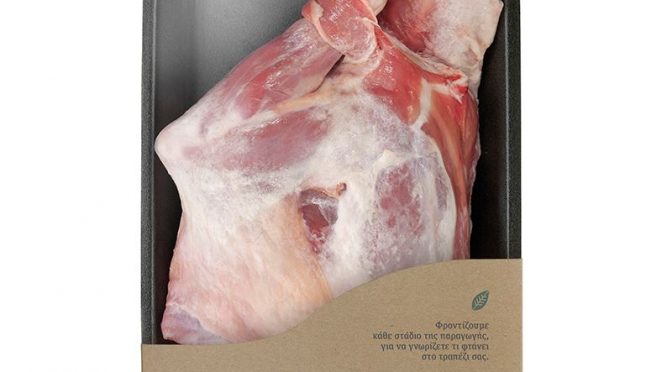 Φροντίζουμε
κάθε στάδιο της παραγωγής,
για να γνωρίζετε τι φτάνει
στο τραπέζι σας.